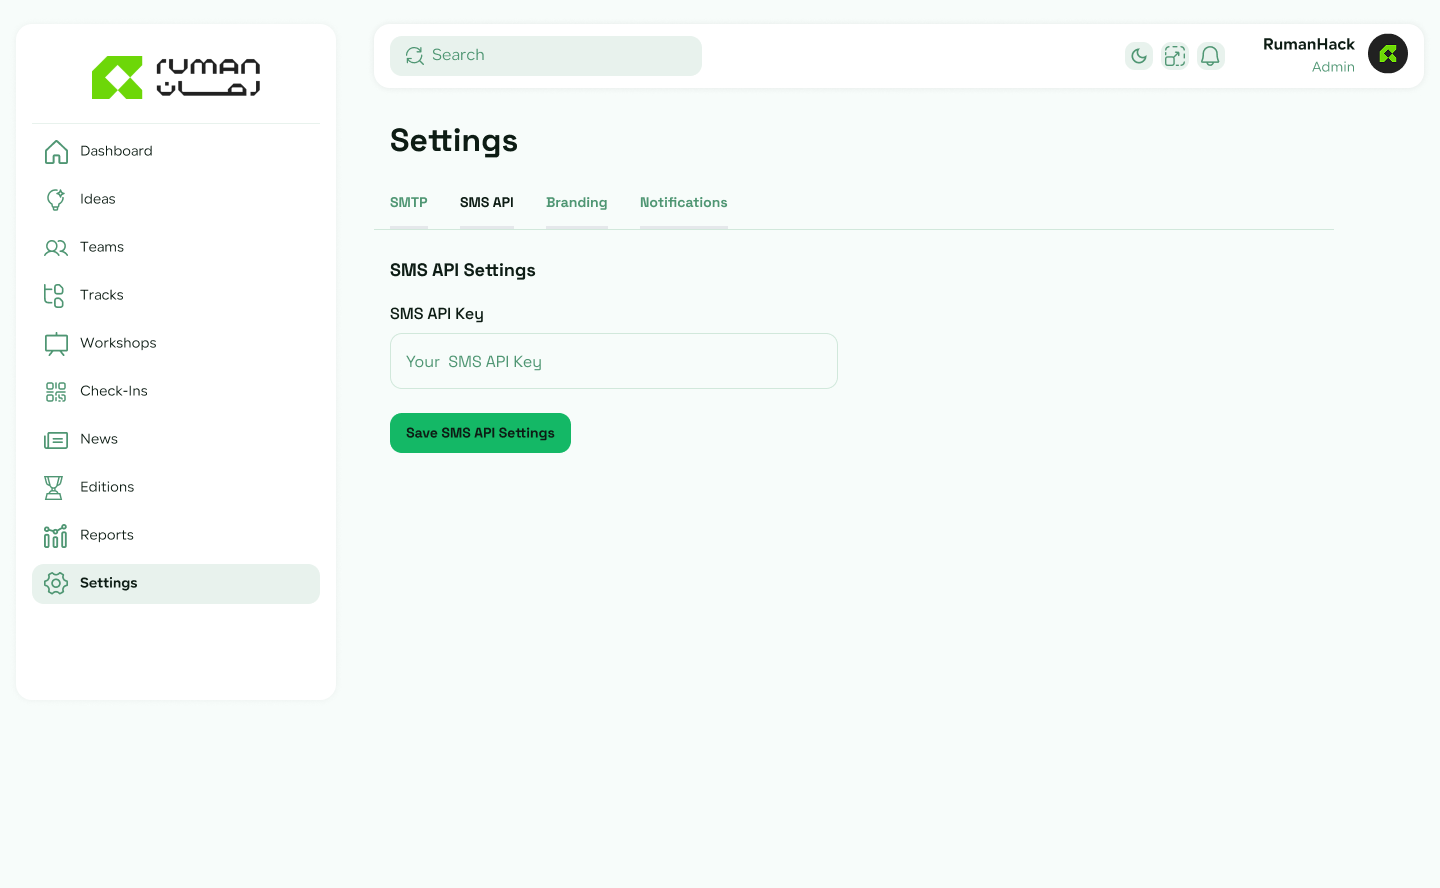 ruman
رمان
Dashboard
Ideas
Teams
Tracks
Workshops
Check-Ins
News
Editions
Reports
Settings
Search
RumanHack
Admin
Settings
SMTP SMS API Branding Notifications
SMS API Settings
SMS API Key
Your  SMS API Key
Save SMS API Settings